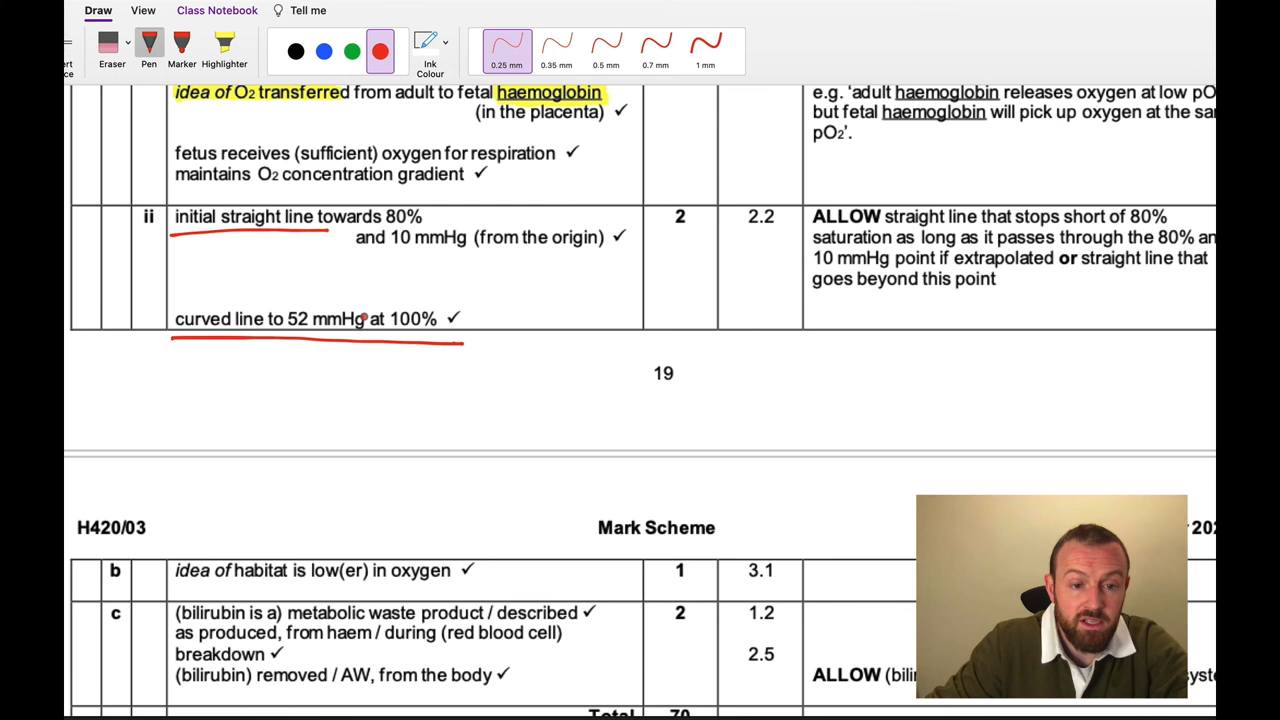 Draw View Class Notebook Tell me
Eraser Pen Marker Highlighter Ink Colour 0.25 mm 0.35 mm 0.5 mm 0.7 mm 1 mm
idea of O2 transferred from adult to fetal haemoglobin
(in the placenta) ✓
fetus receives (sufficient) oxygen for respiration ✓
maintains O2 concentration gradient ✓
e.g. ‘adult haemoglobin releases oxygen at low pO
but fetal haemoglobin will pick up oxygen at the sa
pO2’.
ii initial straight line towards 80%
and 10 mmHg (from the origin) ✓
curved line to 52 mmHg at 100% ✓
2 2.2
ALLOW straight line that stops short of 80%
saturation as long as it passes through the 80% an
10 mmHg point if extrapolated or straight line that
goes beyond this point
19
H420/03 Mark Scheme 202
b idea of habitat is low(er) in oxygen ✓ 1 3.1
c (bilirubin is a) metabolic waste product / described ✓ 2 1.2
as produced, from haem / during (red blood cell)
breakdown ✓ 2.5
(bilirubin) removed / AW, from the body ✓ ALLOW (bili
Total 70